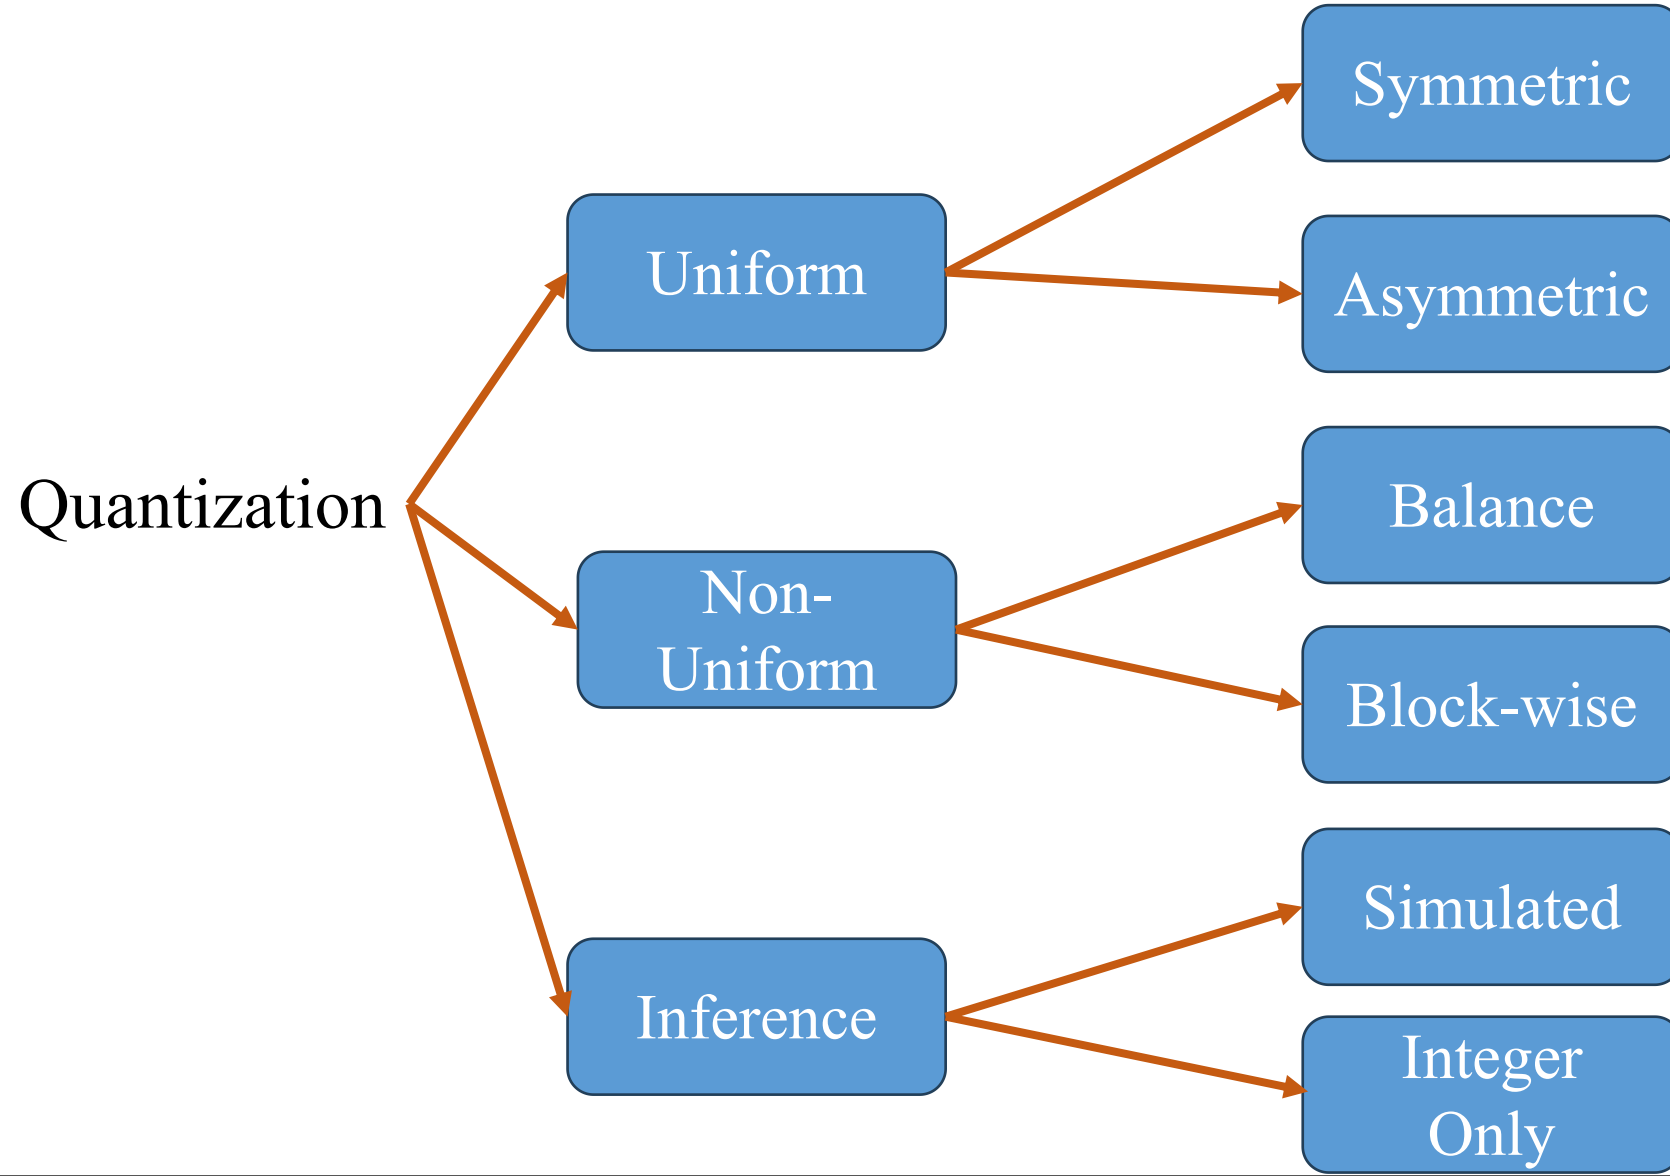 Quantization
Uniform
Symmetric
Asymmetric
Non-
Uniform
Balance
Block-wise
Inference
Simulated
Integer
Only